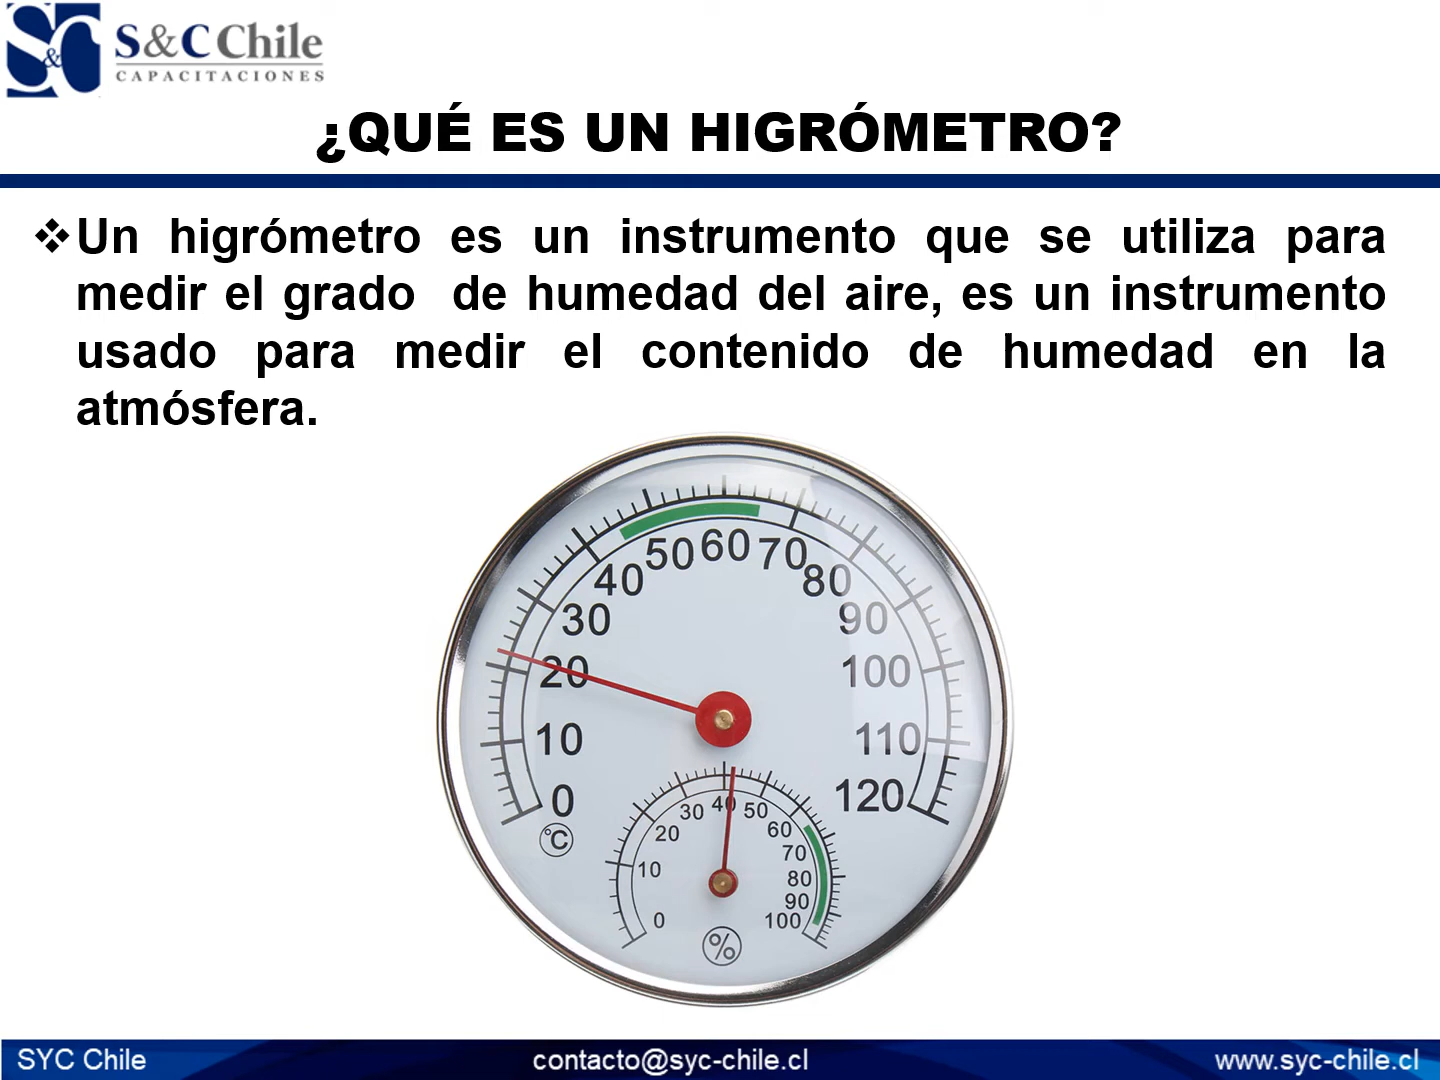 S&C
S&C Chile
CAPACITACIONES
¿QUÉ ES UN HIGRÓMETRO?
❖Un higrómetro es un instrumento que se utiliza para
medir el grado de humedad del aire, es un instrumento
usado para medir el contenido de humedad en la
atmósfera.
0
10
20
30
40
50
60
70
80
90
100
110
120
°C
0
10
20
30
40
50
60
70
80
90
100
%
SYC Chile
contacto@syc-chile.cl
www.syc-chile.cl